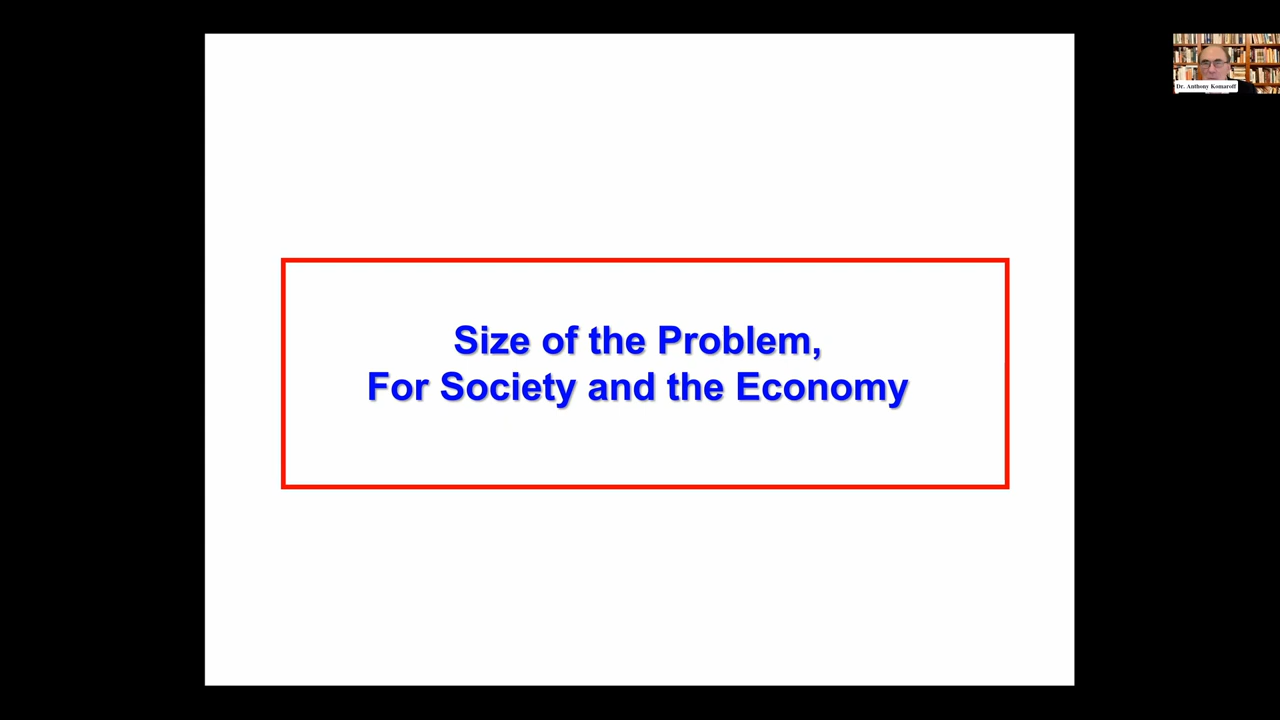 Size of the Problem,
For Society and the Economy
Dr. Anthony Komaroff